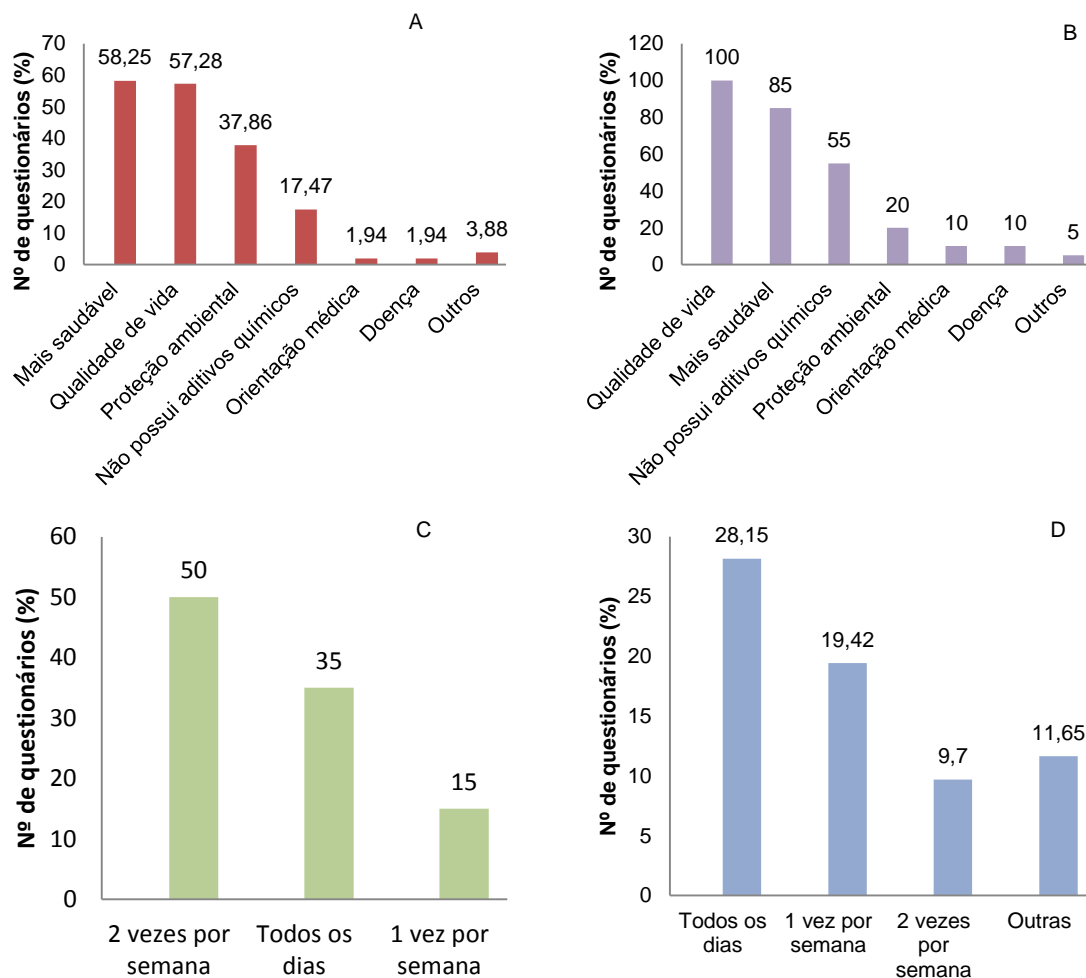 A
Nº de questionários (%)
70
60
50
40
30
20
10
0
58,25
57,28
37,86
17,47
1,94
1,94
3,88
Mais saudável
Qualidade de vida
Proteção ambiental
Não possui aditivos químicos
Orientação médica
Doença
Outros
B
Nº de questionários (%)
120
100
80
60
40
20
0
100
85
55
20
10
10
5
Qualidade de vida
Mais saudável
Não possui aditivos químicos
Proteção ambiental
Orientação médica
Doença
Outros
C
Nº de questionários (%)
60
50
40
30
20
10
0
50
35
15
2 vezes por
semana
Todos os
dias
1 vez por
semana
D
Nº de questionários (%)
30
25
20
15
10
5
0
28,15
19,42
9,7
11,65
Todos os
dias
1 vez por
semana
2 vezes
por
semana
Outras